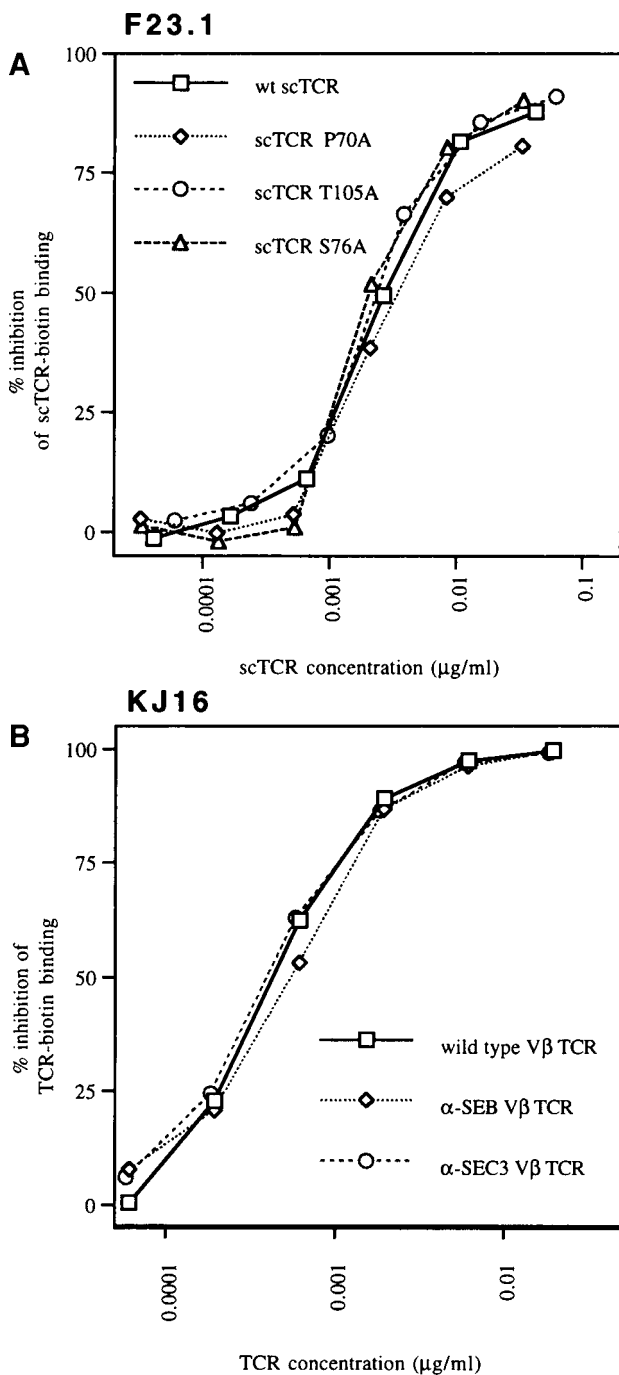 F23.1
A
100
75
50
25
0
% inhibition
of scTCR-biotin binding
wt scTCR
scTCR P70A
scTCR T105A
scTCR S76A
0.0001
0.001
0.01
0.1
scTCR concentration (μg/ml)
KJ16
B
100
75
50
25
0
% inhibition of
TCR-biotin binding
wild type Vβ TCR
α-SEB Vβ TCR
α-SEC3 Vβ TCR
0.0001
0.001
0.01
TCR concentration (μg/ml)